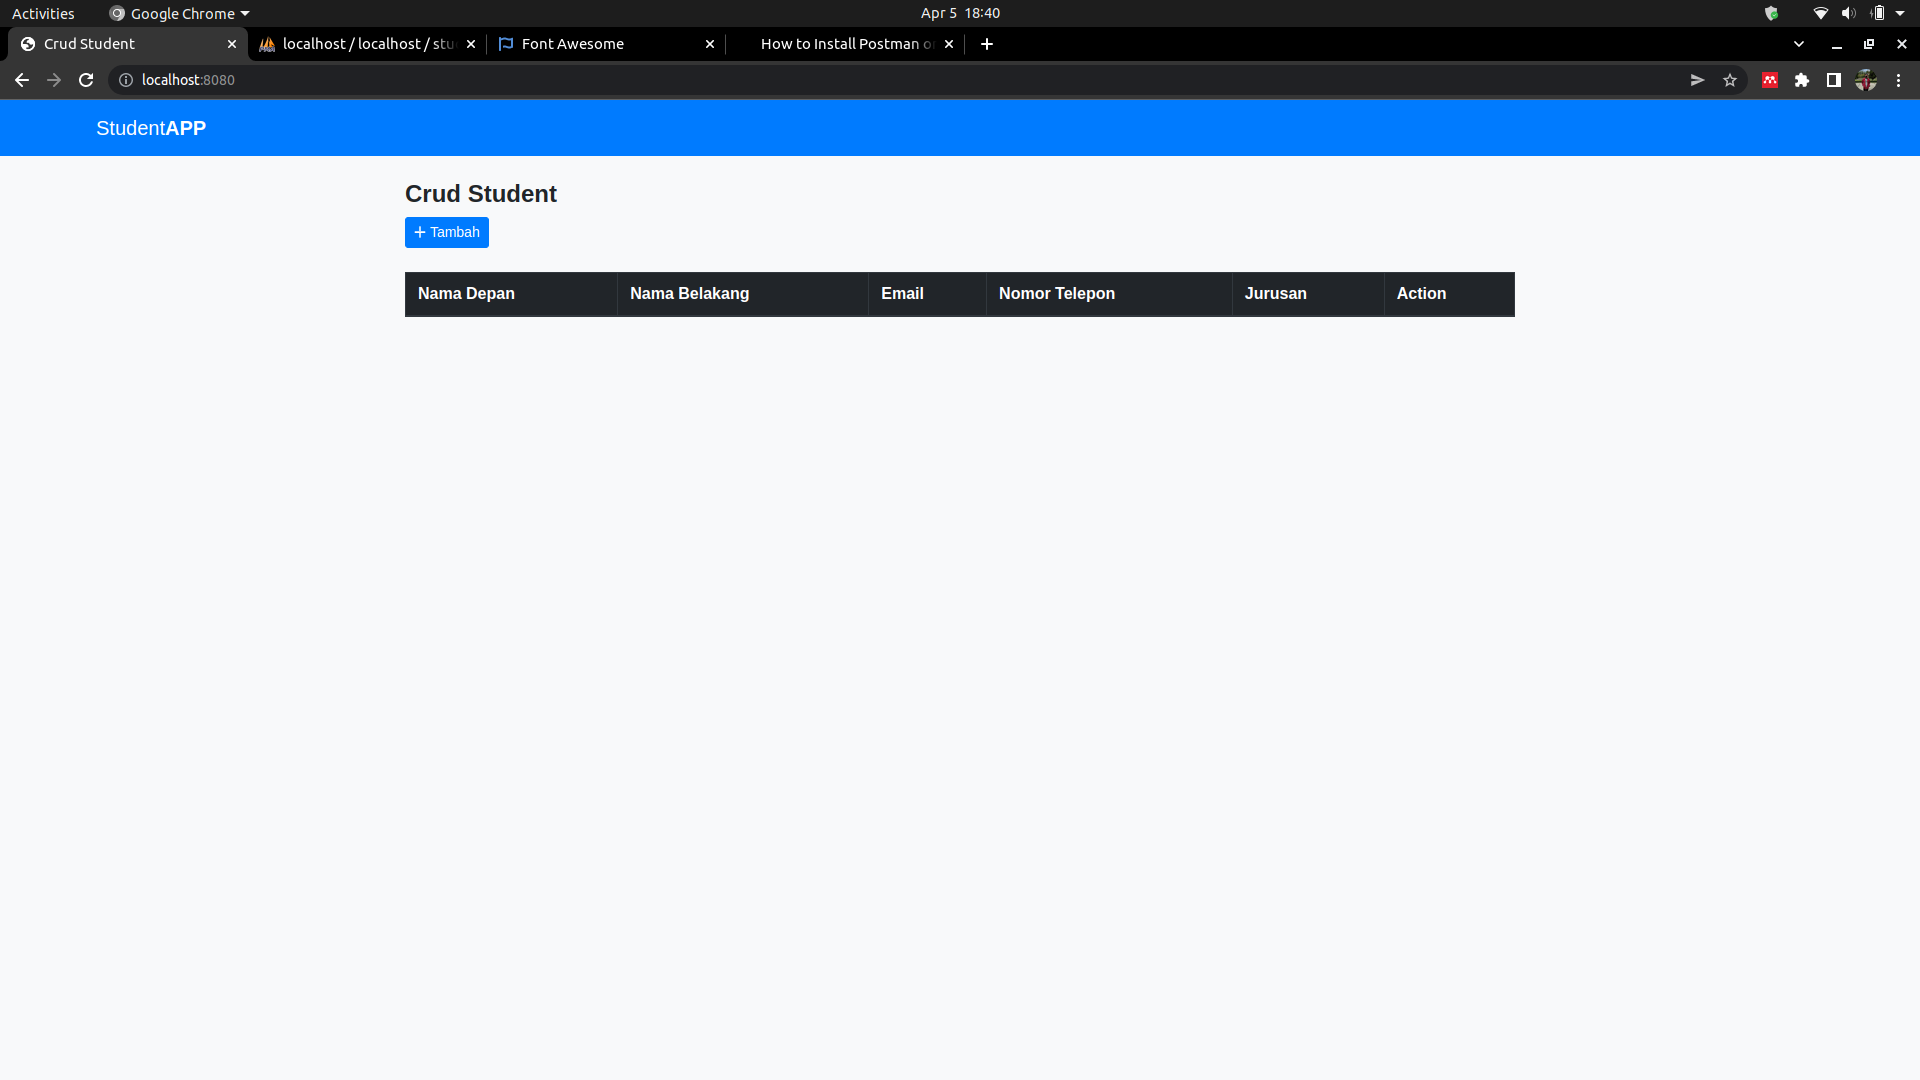 Activities
Google Chrome
Apr 5 18:40
Crud Student
localhost / localhost / stu
Font Awesome
How to Install Postman o
localhost:8080
StudentAPP
Crud Student
+ Tambah
Nama Depan Nama Belakang Email Nomor Telepon Jurusan Action